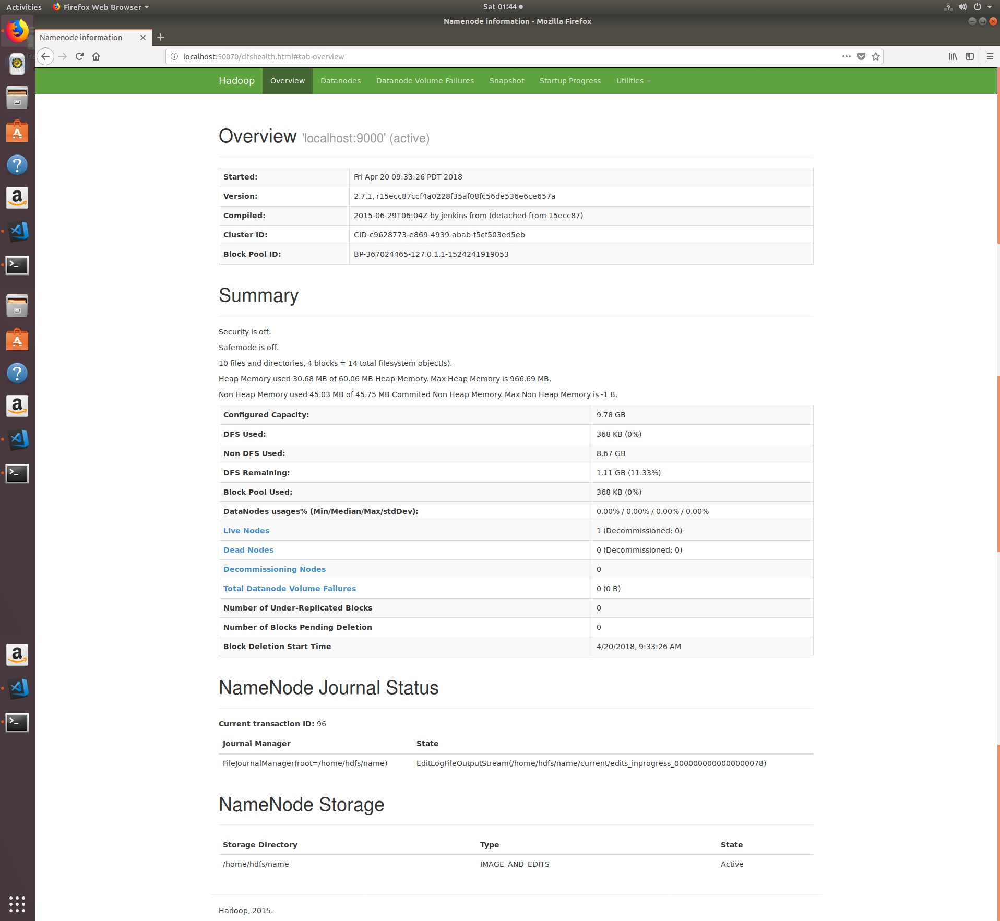 Activities Firefox Web Browser Sat 01:44
Namenode information - Mozilla Firefox
Namenode information
localhost:50070/dfshealth.html#tab-overview
Hadoop Overview Datanodes Datanode Volume Failures Snapshot Startup Progress Utilities
Overview 'localhost:9000' (active)
Started: Fri Apr 20 09:33:26 PDT 2018
Version: 2.7.1, r15ecc87ccf4a0228f35af08fc56de536e6ce657a
Compiled: 2015-06-29T06:04Z by jenkins from (detached from 15ecc87)
Cluster ID: CID-c9628773-e869-4939-abab-f5cf503ed5eb
Block Pool ID: BP-367024465-127.0.1.1-1524241919053
Summary
Security is off.
Safemode is off.
10 files and directories, 4 blocks = 14 total filesystem object(s).
Heap Memory used 30.68 MB of 60.06 MB Heap Memory. Max Heap Memory is 966.69 MB.
Non Heap Memory used 45.03 MB of 45.75 MB Commited Non Heap Memory. Max Non Heap Memory is -1 B.
Configured Capacity: 9.78 GB
DFS Used: 368 KB (0%)
Non DFS Used: 8.67 GB
DFS Remaining: 1.11 GB (11.33%)
Block Pool Used: 368 KB (0%)
DataNodes usages% (Min/Median/Max/stdDev): 0.00% / 0.00% / 0.00% / 0.00%
Live Nodes 1 (Decommissioned: 0)
Dead Nodes 0 (Decommissioned: 0)
Decommissioning Nodes 0
Total Datanode Volume Failures 0 (0 B)
Number of Under-Replicated Blocks 0
Number of Blocks Pending Deletion 0
Block Deletion Start Time 4/20/2018, 9:33:26 AM
NameNode Journal Status
Current transaction ID: 96
Journal Manager State
FileJournalManager(root=/home/hdfs/name) EditLogFileOutputStream(/home/hdfs/name/current/edits_inprogress_0000000000000000078)
NameNode Storage
Storage Directory Type State
/home/hdfs/name IMAGE_AND_EDITS Active
Hadoop, 2015.